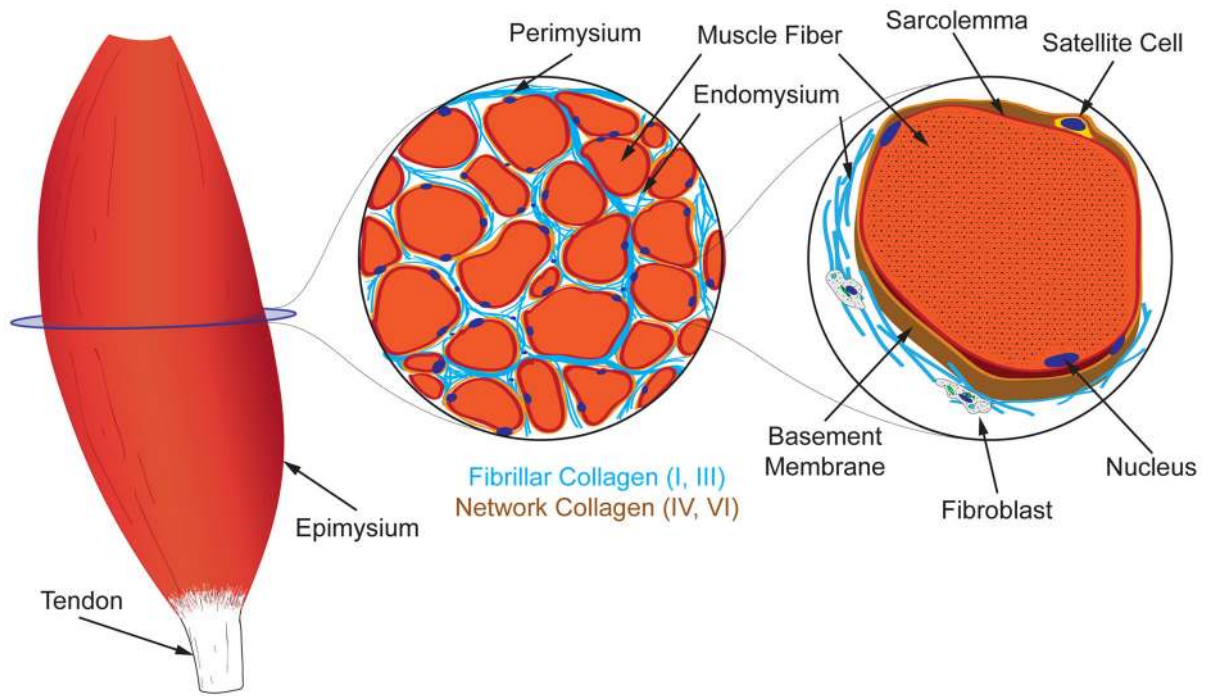 Perimysium
Muscle Fiber
Sarcolemma
Satellite Cell
Endomysium
Epimysium
Tendon
Fibrillar Collagen (I, III)
Network Collagen (IV, VI)
Basement
Membrane
Fibroblast
Nucleus